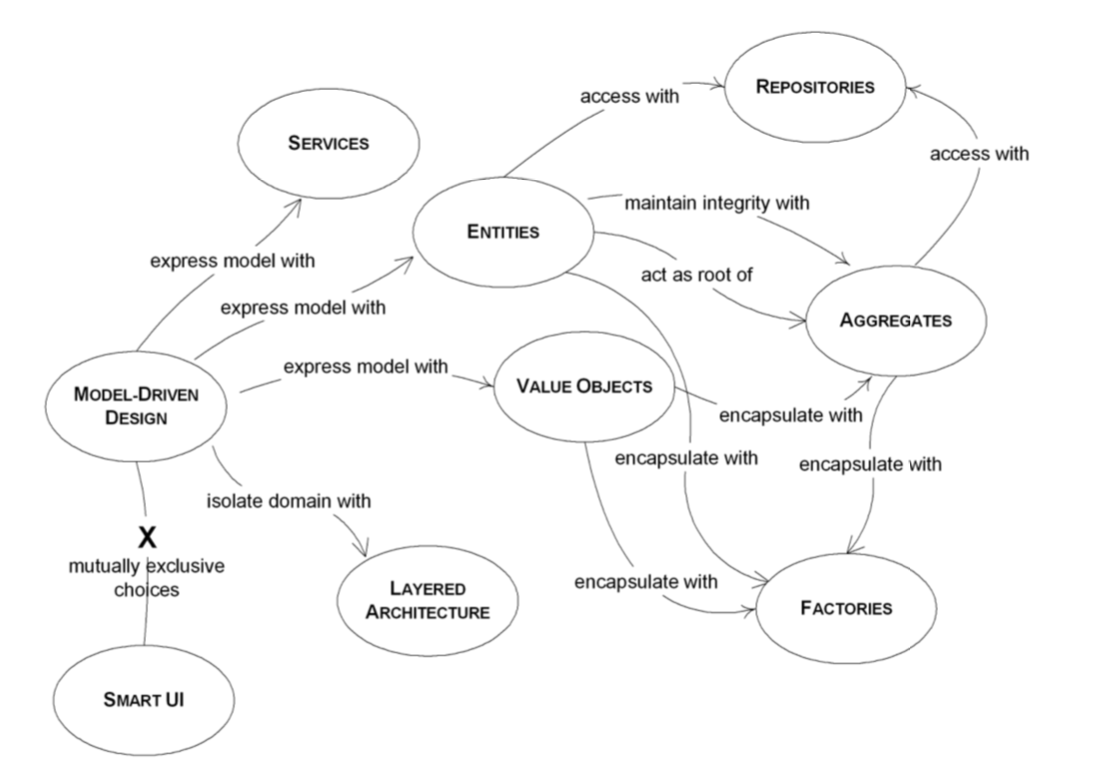 REPOSITORIES
access with
SERVICES
access with
maintain integrity with
ENTITIES
express model with
act as root of
express model with
AGGREGATES
express model with
VALUE OBJECTS
MODEL-DRIVEN
DESIGN
encapsulate with
encapsulate with
encapsulate with
isolate domain with
X
mutually exclusive
choices
encapsulate with
LAYERED
ARCHITECTURE
FACTORIES
SMART UI